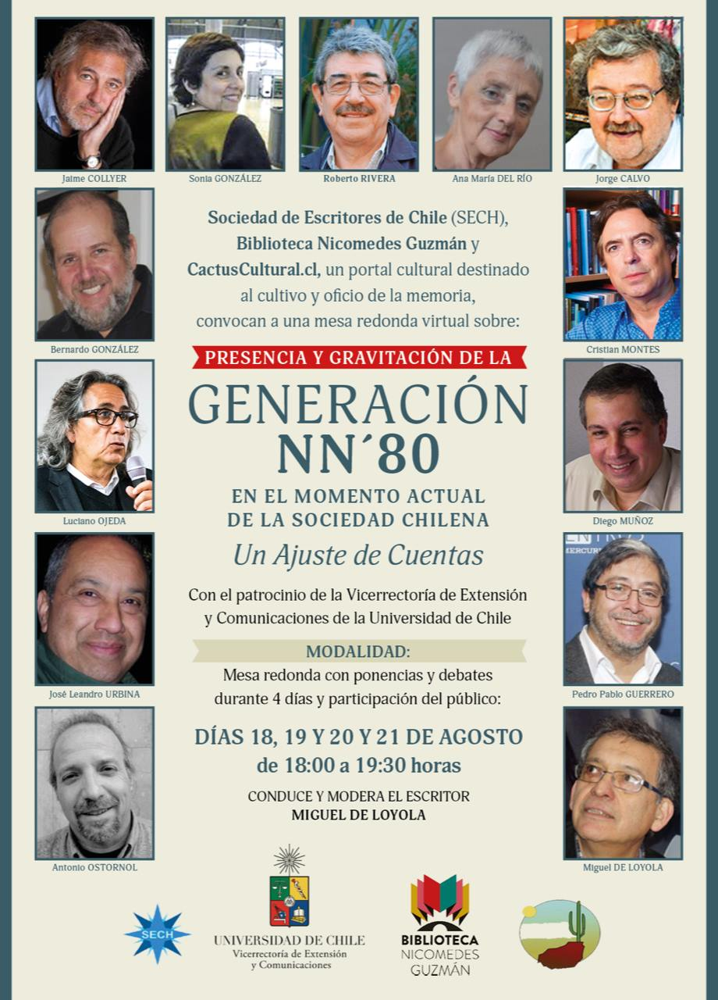 Jaime COLLYER
Sonia GONZÁLEZ
Roberto RIVERA
Ana María DEL RÍO
Jorge CALVO
Sociedad de Escritores de Chile (SECH),
Biblioteca Nicomedes Guzmán y
CactusCultural.cl, un portal cultural destinado
al cultivo y oficio de la memoria,
convocan a una mesa redonda virtual sobre:
Bernardo GONZÁLEZ
Cristian MONTES
PRESENCIA Y GRAVITACIÓN DE LA
GENERACIÓN
NN´80
EN EL MOMENTO ACTUAL
DE LA SOCIEDAD CHILENA
Un Ajuste de Cuentas
Luciano OJEDA
Diego MUÑOZ
Con el patrocinio de la Vicerrectoría de Extensión
y Comunicaciones de la Universidad de Chile
MODALIDAD:
Mesa redonda con ponencias y debates
durante 4 días y participación del público:
José Leandro URBINA
Pedro Pablo GUERRERO
DÍAS 18, 19 Y 20 Y 21 DE AGOSTO
de 18:00 a 19:30 horas
CONDUCE Y MODERA EL ESCRITOR
MIGUEL DE LOYOLA
Antonio OSTORNOL
Miguel DE LOYOLA
SECH
UNIVERSIDAD DE CHILE
Vicerrectoría de Extensión
y Comunicaciones
BIBLIOTECA
NICOMEDES
GUZMÁN